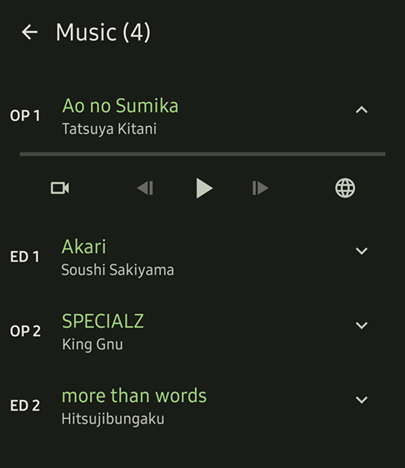 Music (4)
OP 1
Ao no Sumika
Tatsuya Kitani
ED 1
Akari
Soushi Sakiyama
OP 2
SPECIALZ
King Gnu
ED 2
more than words
Hitsujibungaku